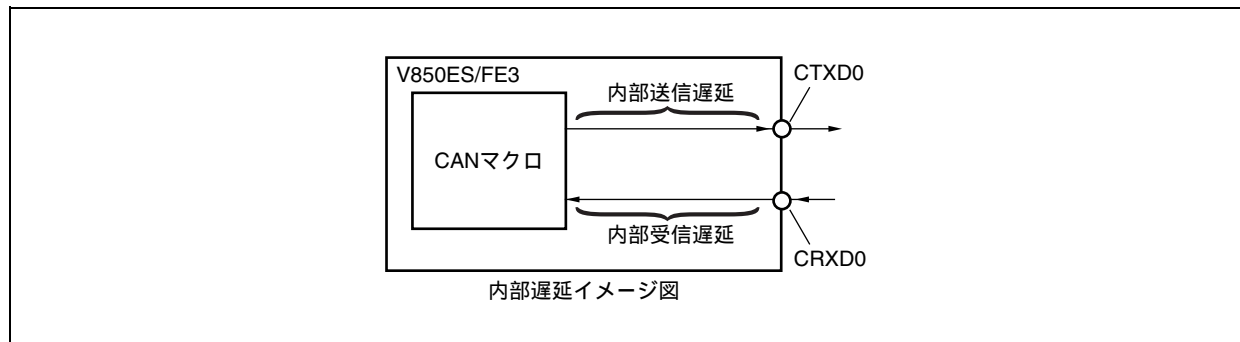 V850ES/FE3
CTXD0
内部送信遅延
CANマクロ
内部受信遅延
CRXD0
内部遅延イメージ図